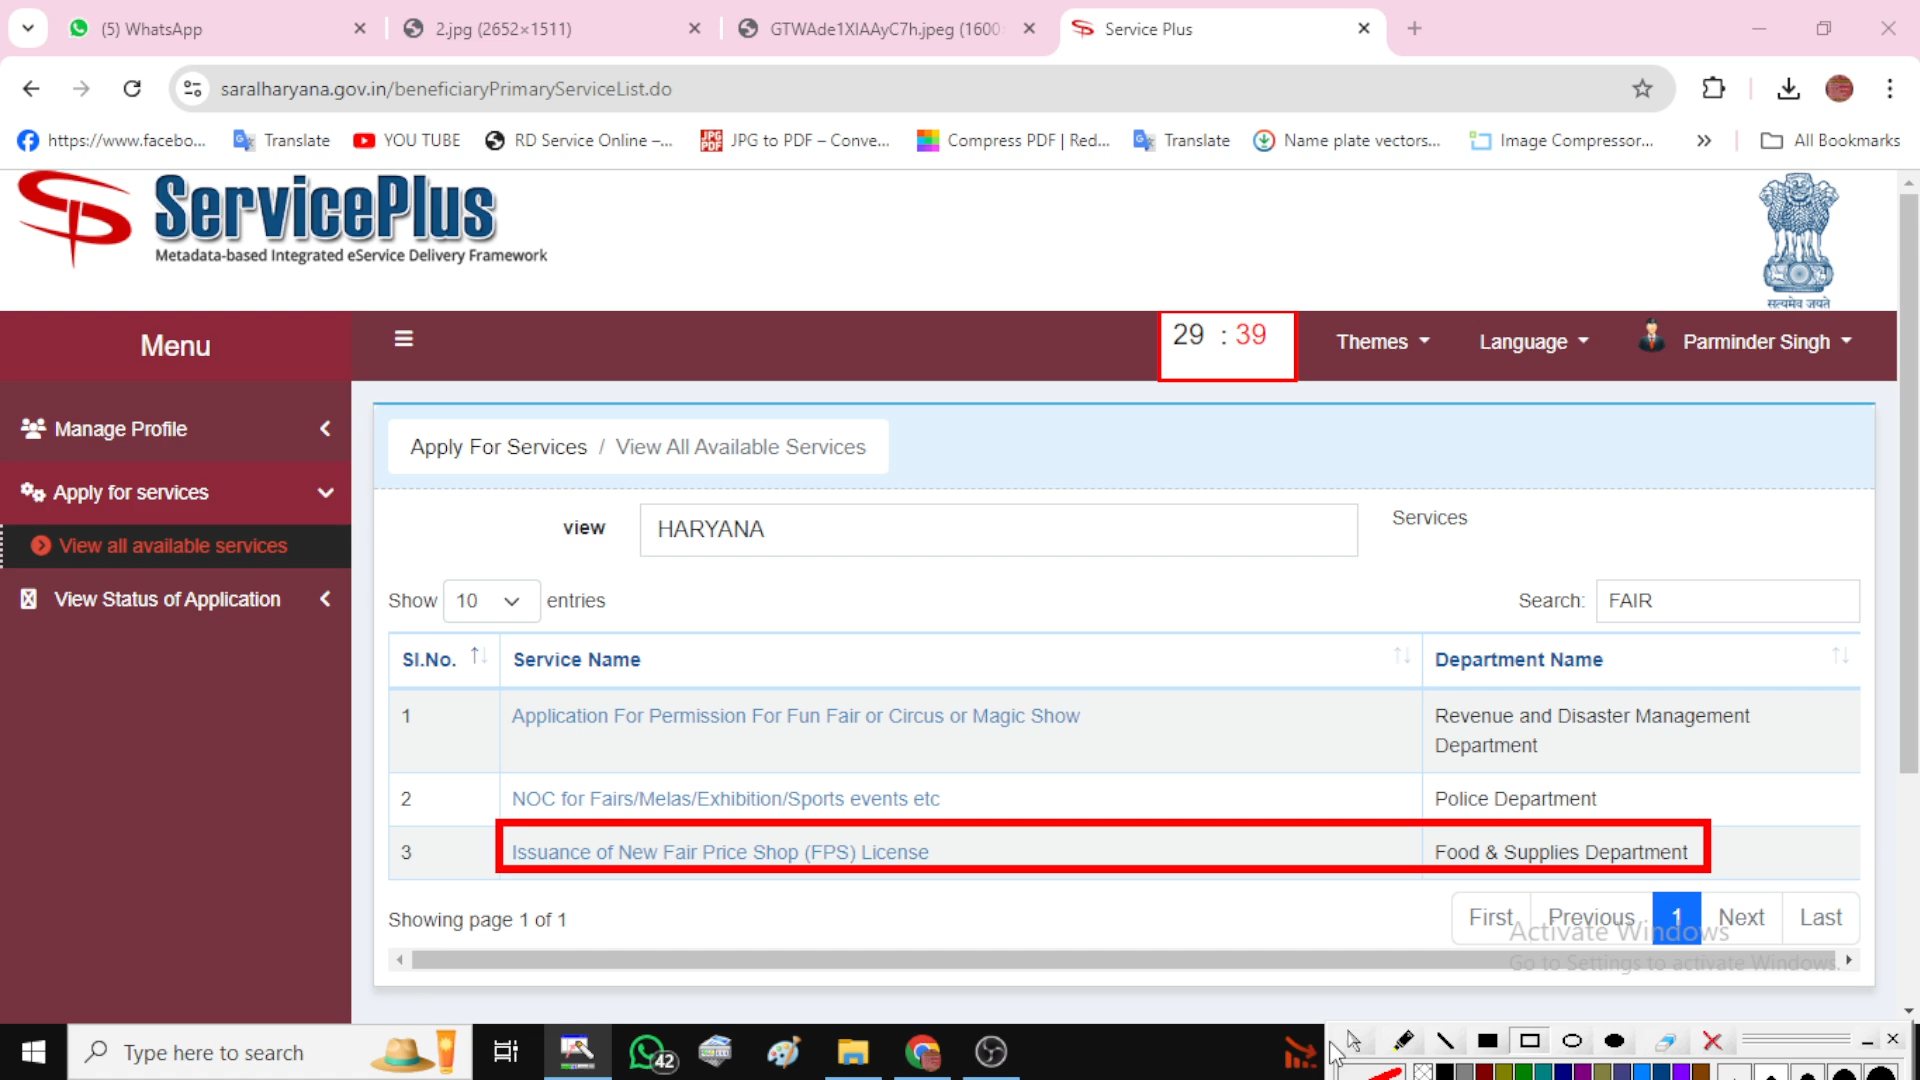 (5) WhatsApp
2.jpg (2652×1511)
GTWAde1XIAAyC7h.jpeg (1600
Service Plus
saralharyana.gov.in/beneficiaryPrimaryServiceList.do
https://www.facebo...
Translate
YOU TUBE
RD Service Online –...
JPG to PDF – Conve...
Compress PDF | Red...
Translate
Name plate vectors...
Image Compressor...
All Bookmarks
ServicePlus
Metadata-based Integrated eService Delivery Framework
सत्यमेव जयते
Menu
29 : 39
Themes
Language
Parminder Singh
Manage Profile
Apply for services
View all available services
View Status of Application
Apply For Services / View All Available Services
view
HARYANA
Services
Show 10 entries
Search: FAIR
Sl.No.
Service Name
Department Name
1
Application For Permission For Fun Fair or Circus or Magic Show
Revenue and Disaster Management
Department
2
NOC for Fairs/Melas/Exhibition/Sports events etc
Police Department
3
Issuance of New Fair Price Shop (FPS) License
Food & Supplies Department
Showing page 1 of 1
First Previous 1 Next Last
Activate Windows
Go to Settings to activate Windows.
Type here to search
42